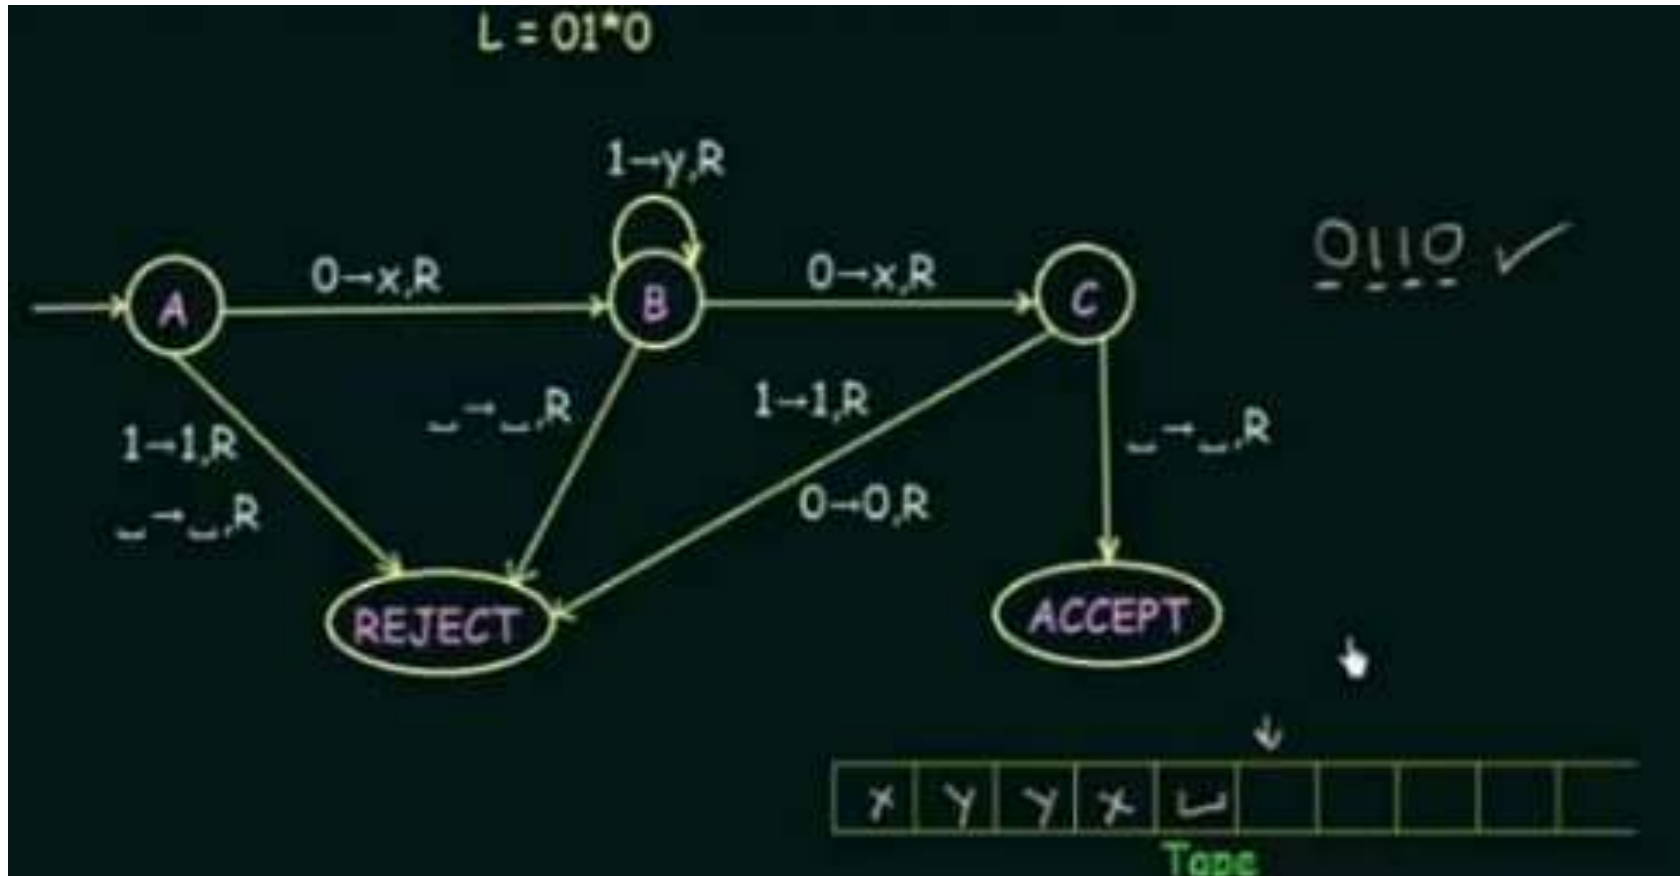 L = 01*0
1→y,R
0110 ✓
0→x,R
0→x,R
A
B
C
1→1,R
␣→␣,R
1→1,R
␣→␣,R
␣→␣,R
0→0,R
REJECT
ACCEPT
x y y x ␣
Tape